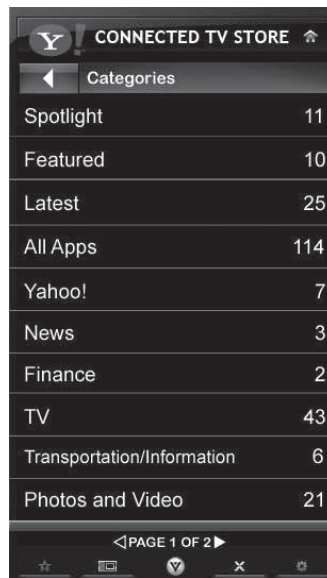 Y! CONNECTED TV STORE
Categories
Spotlight 11
Featured 10
Latest 25
All Apps 114
Yahoo! 7
News 3
Finance 2
TV 43
Transportation/Information 6
Photos and Video 21
PAGE 1 OF 2
Y X